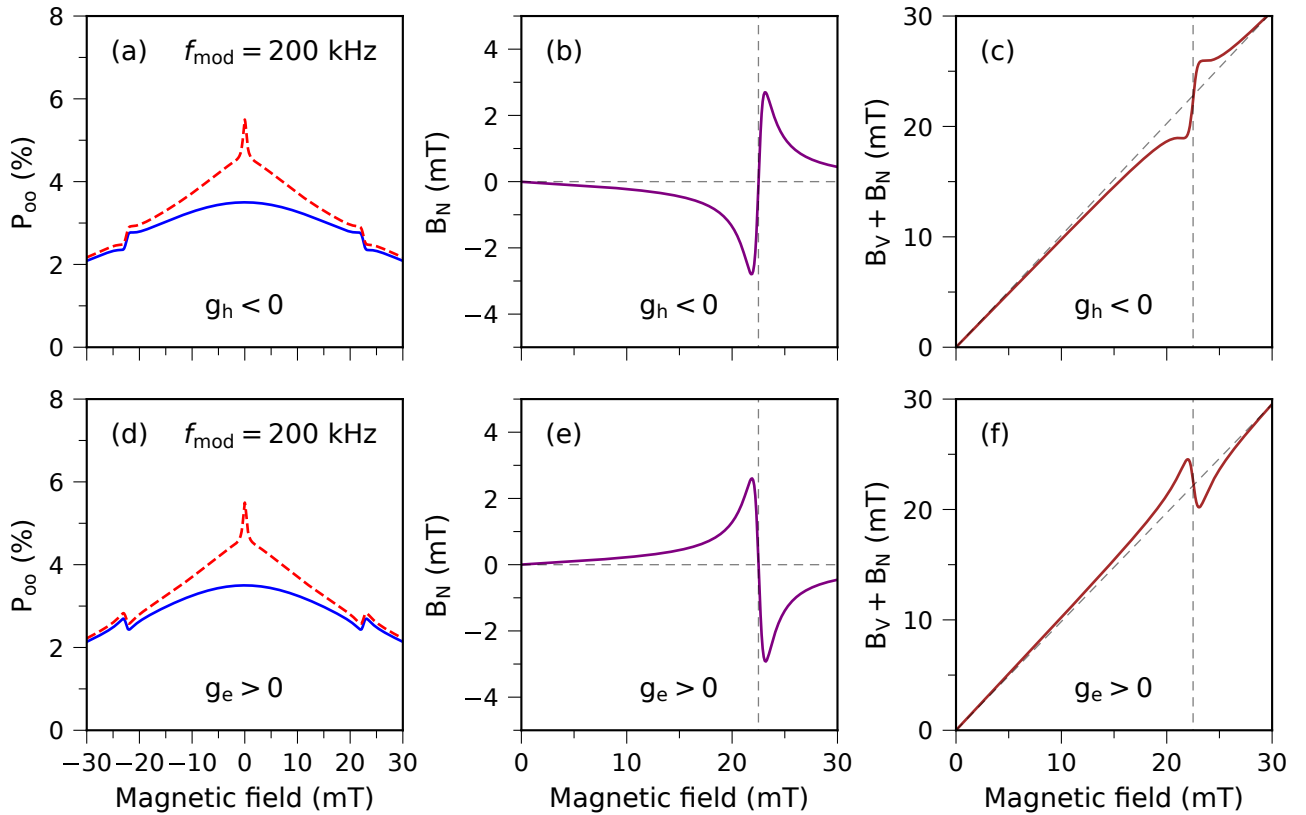 (a) f_mod = 200 kHz
P_oo (%)
8
6
4
2
0
g_h < 0
(b)
B_N (mT)
4
2
0
−2
−4
g_h < 0
0
10
20
30
(c)
B_V + B_N (mT)
30
20
10
0
g_h < 0
(d) f_mod = 200 kHz
P_oo (%)
8
6
4
2
0
g_e > 0
−30 −20 −10 0 10 20 30
Magnetic field (mT)
(e)
B_N (mT)
4
2
0
−2
−4
g_e > 0
0 10 20 30
Magnetic field (mT)
(f)
B_V + B_N (mT)
30
20
10
0
g_e > 0
0 10 20 30
Magnetic field (mT)